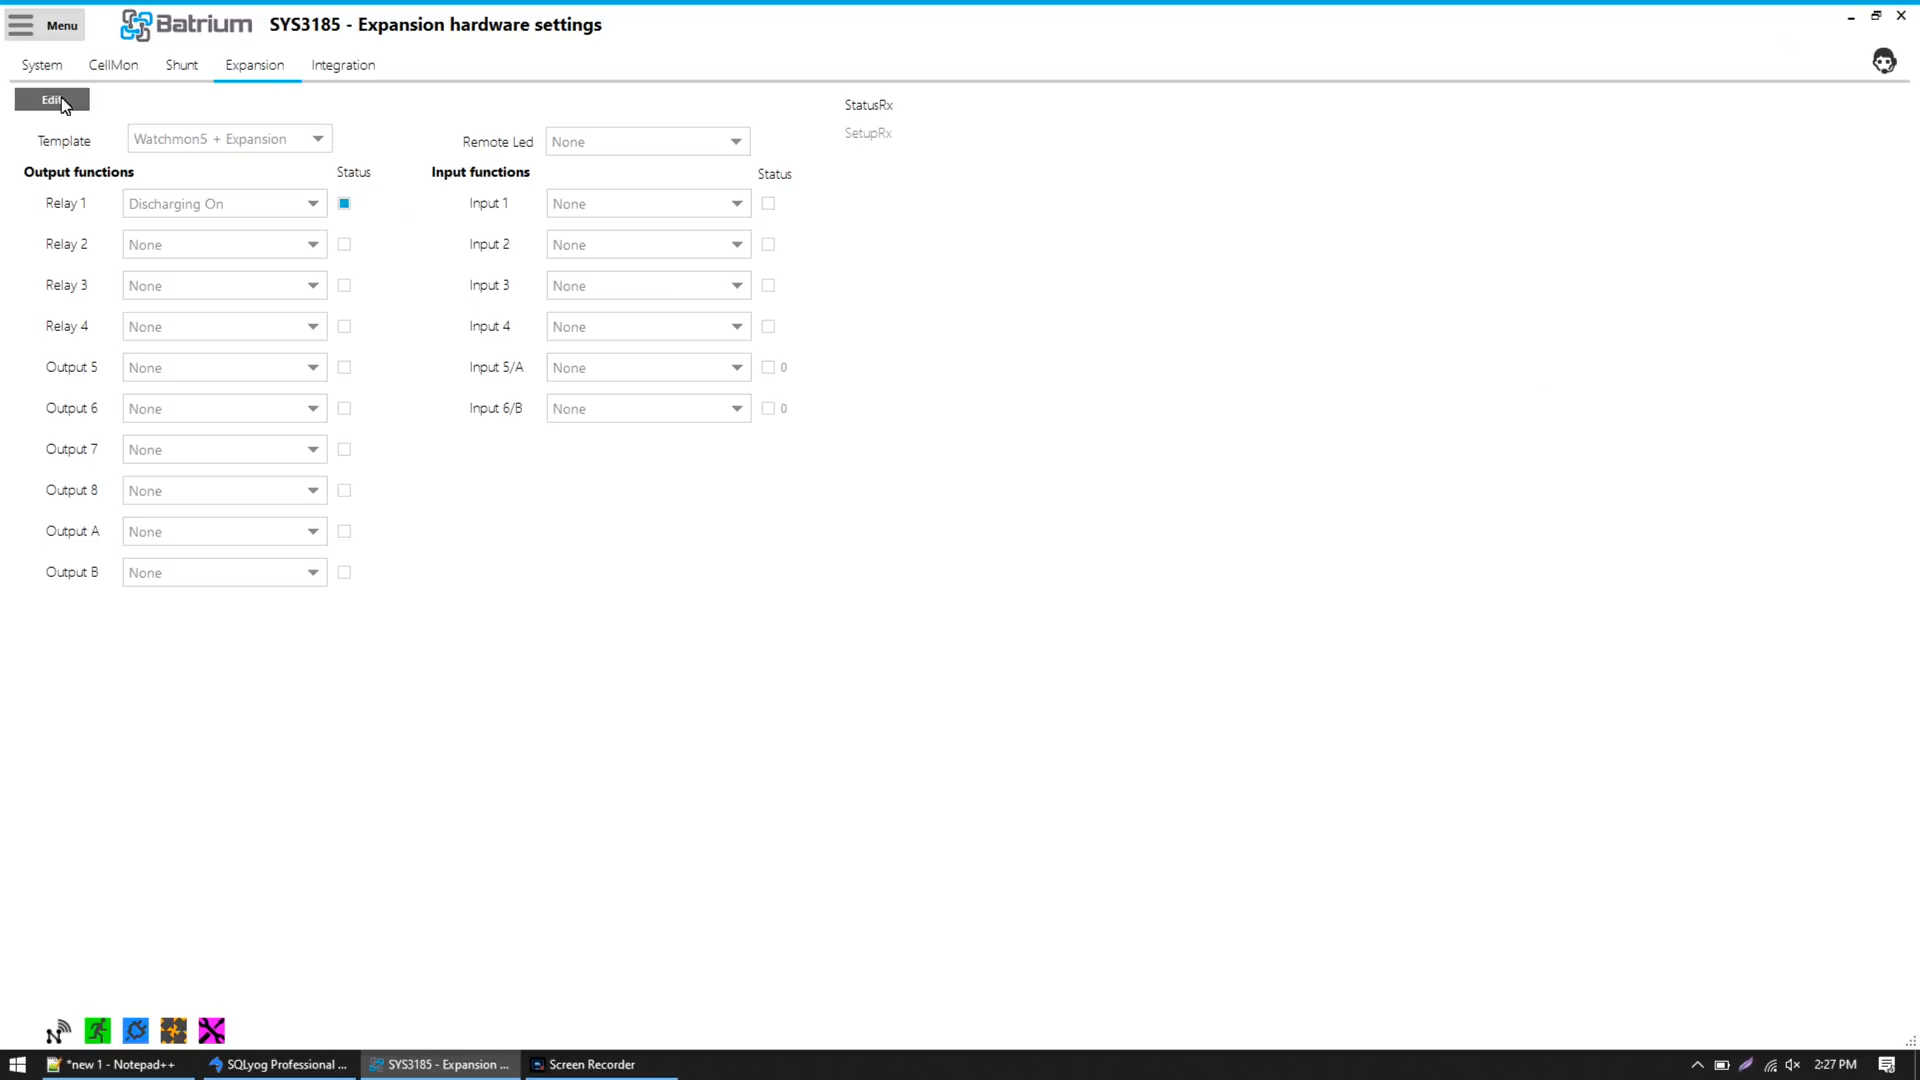 Menu
Batrium
SYS3185 - Expansion hardware settings
System CellMon Shunt Expansion Integration
Edit
StatusRx
SetupRx
Template Watchmon5 + Expansion
Remote Led None
Output functions Status
Input functions Status
Relay 1 Discharging On
Input 1 None
Relay 2 None
Input 2 None
Relay 3 None
Input 3 None
Relay 4 None
Input 4 None
Output 5 None
Input 5/A None 0
Output 6 None
Input 6/B None 0
Output 7 None
Output 8 None
Output A None
Output B None
N
*new 1 - Notepad++
SQLyog Professional ...
SYS3185 - Expansion ...
Screen Recorder
2:27 PM